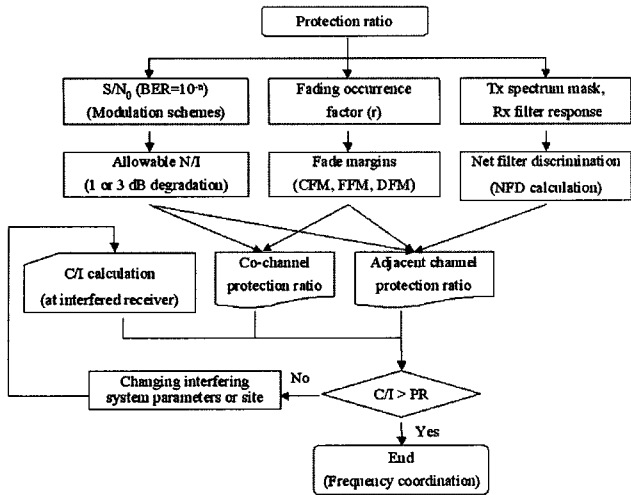 Protection ratio
S/N₀ (BER=10⁻ⁿ)
(Modulation schemes)
Fading occurrence
factor (r)
Tx spectrum mask,
Rx filter response
Allowable N/I
(1 or 3 dB degradation)
Fade margins
(CFM, FFM, DFM)
Net filter discrimination
(NFD calculation)
C/I calculation
(at interfered receiver)
Co-channel
protection ratio
Adjacent channel
protection ratio
Changing interfering
system parameters or site
No
C/I > PR
Yes
End
(Frequency coordination)